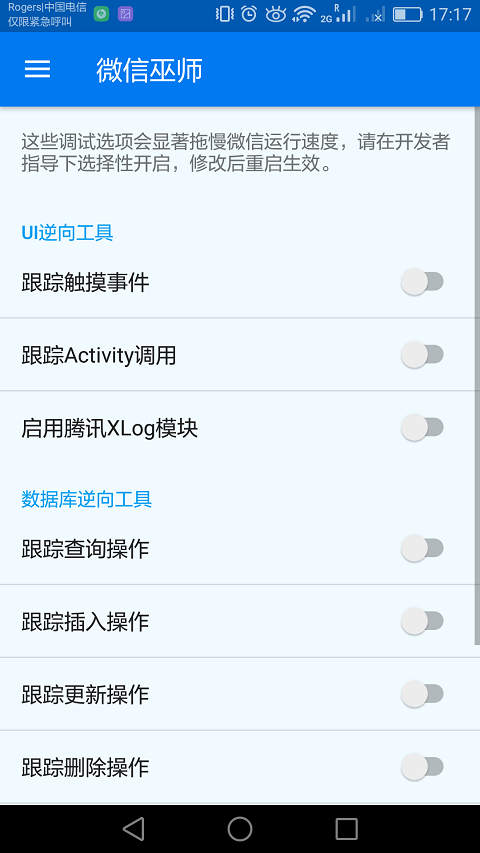 Rogers|中国电信
仅限紧急呼叫
2G
R
17:17
微信巫师
这些调试选项会显著拖慢微信运行速度，请在开发者
指导下选择性开启，修改后重启生效。
UI逆向工具
跟踪触摸事件
跟踪Activity调用
启用腾讯XLog模块
数据库逆向工具
跟踪查询操作
跟踪插入操作
跟踪更新操作
跟踪删除操作